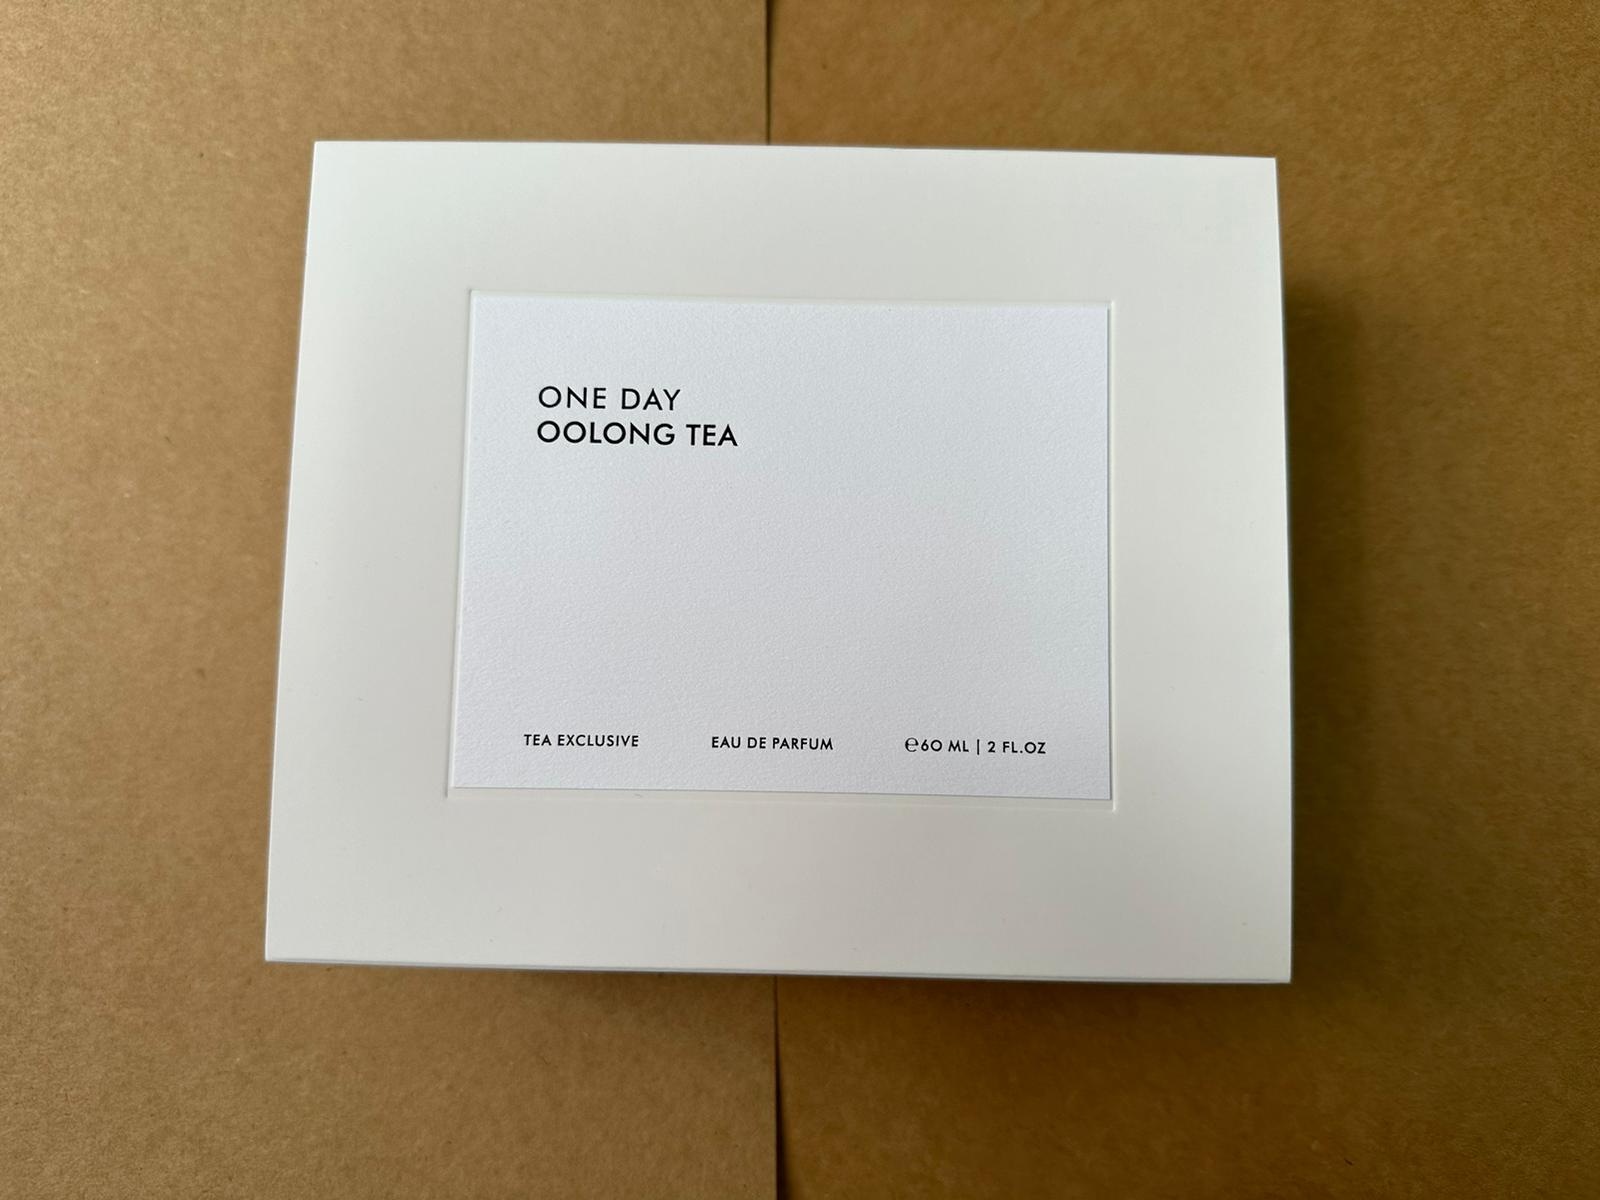 ONE DAY
OOLONG TEA
TEA EXCLUSIVE EAU DE PARFUM ℮60 ML | 2 FL.OZ